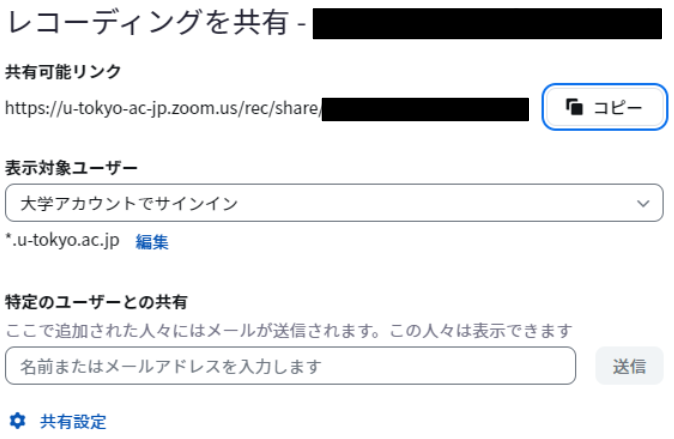 レコーディングを共有 -
共有可能リンク
https://u-tokyo-ac-jp.zoom.us/rec/share/
コピー
表示対象ユーザー
大学アカウントでサインイン
*.u-tokyo.ac.jp 編集
特定のユーザーとの共有
ここで追加された人々にはメールが送信されます。この人々は表示できます
名前またはメールアドレスを入力します
送信
共有設定